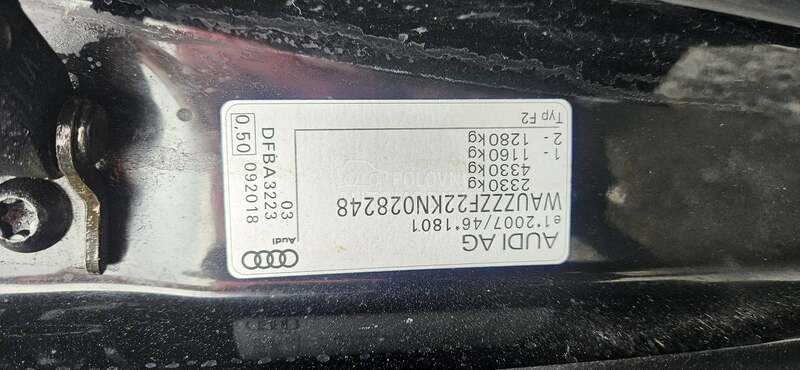 AUDI AG
e1*2007/46*1801
WAUZZZF22KN028248
2330 kg
4330 kg
1 - 1160 kg
2 - 1280 kg
Typ F2
Audi
03
DFBA3223
092018
0,50
POLOVNI